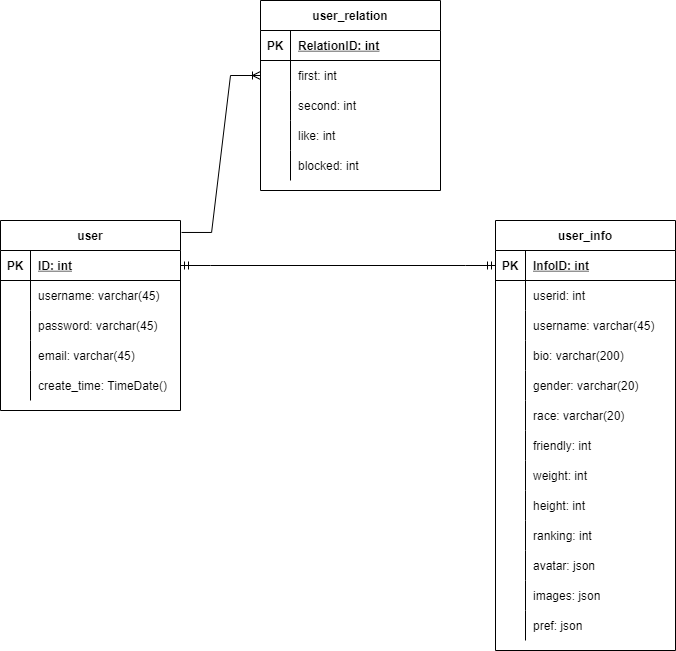 user_relation
PK RelationID: int
first: int
second: int
like: int
blocked: int
user
PK ID: int
username: varchar(45)
password: varchar(45)
email: varchar(45)
create_time: TimeDate()
user_info
PK InfoID: int
userid: int
username: varchar(45)
bio: varchar(200)
gender: varchar(20)
race: varchar(20)
friendly: int
weight: int
height: int
ranking: int
avatar: json
images: json
pref: json